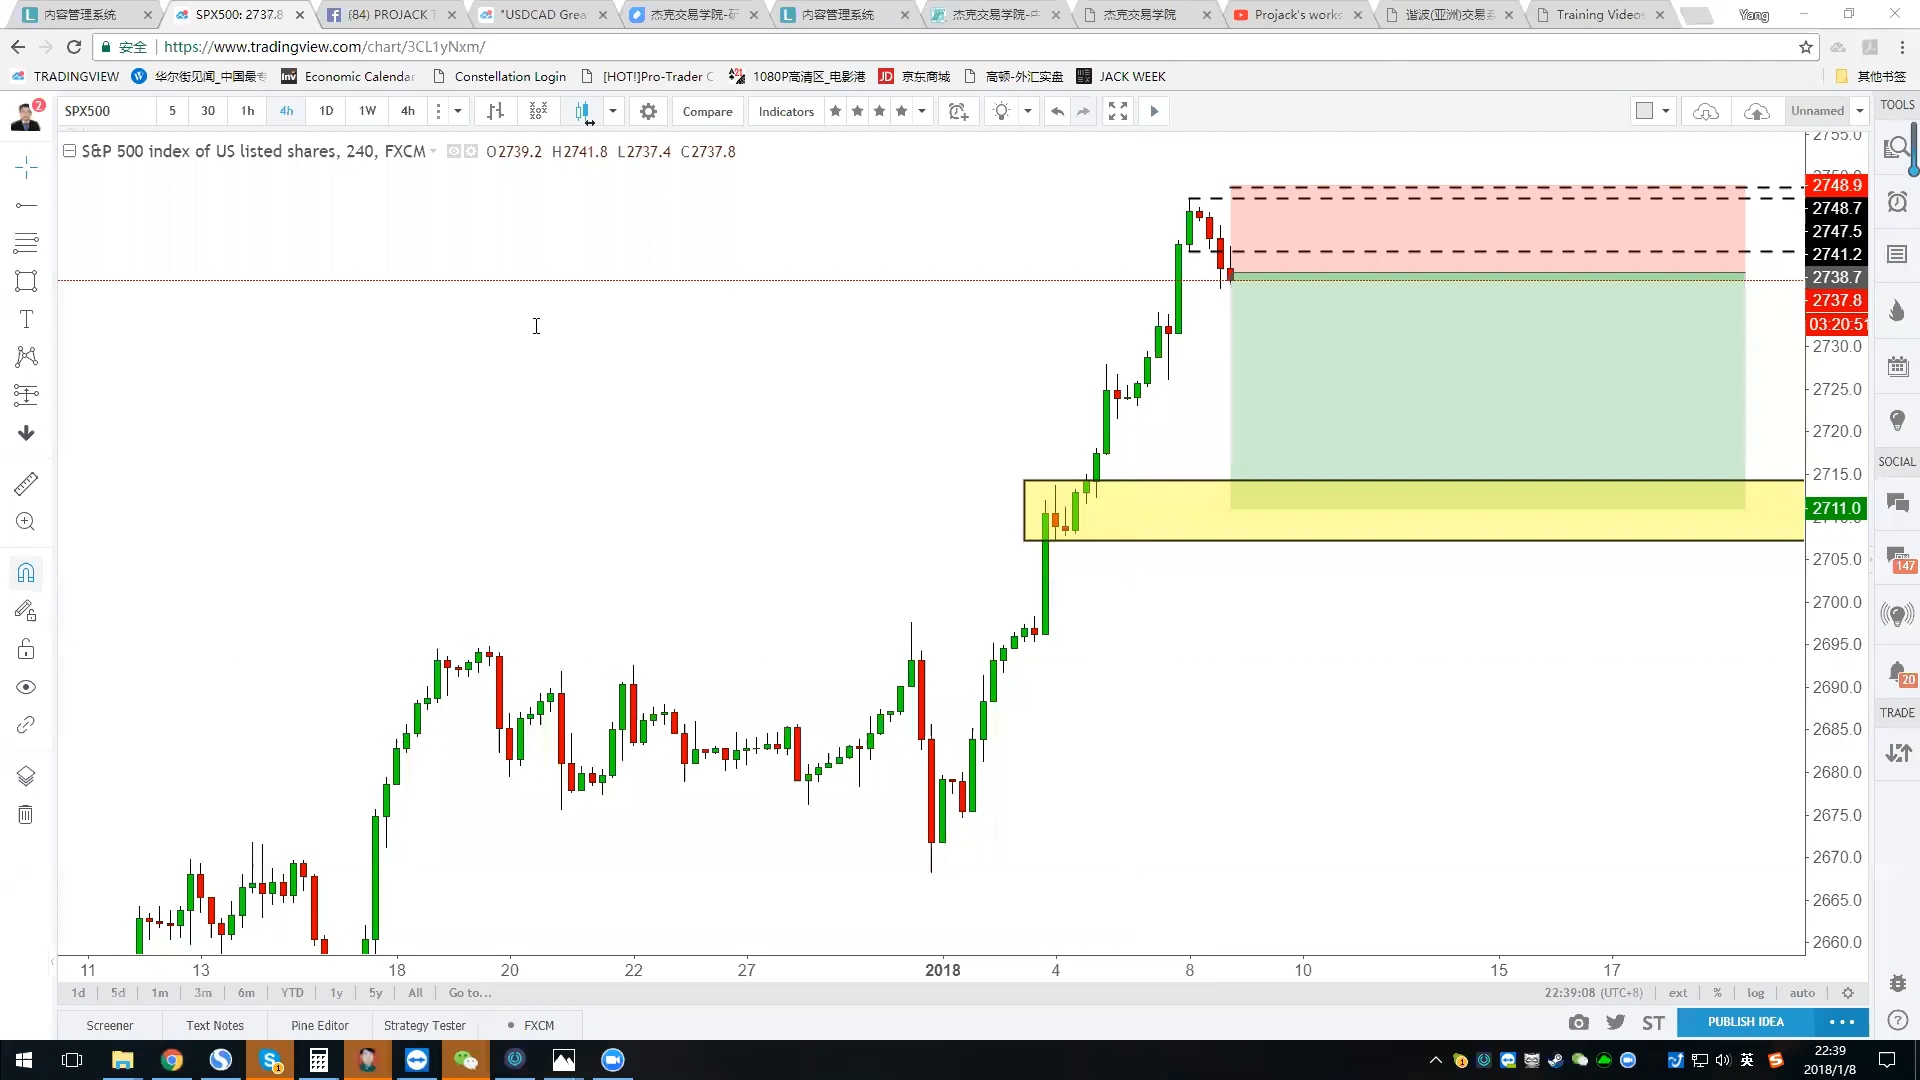 内容管理系统
SPX500: 2737.8
(84) PROJACK T
"USDCAD Grea
杰克交易学院-研
内容管理系统
杰克交易学院-中
杰克交易学院
Projack's works
谐波(亚洲)交易
Training Videos
Yang
安全
https://www.tradingview.com/chart/3CL1yNxm/
TRADINGVIEW
华尔街见闻_中国最专
Economic Calendar
Constellation Login
[HOT!]Pro-Trader C
1080P高清区_电影港
京东商城
高顿-外汇实盘
JACK WEEK
其他书签
2
SPX500
5
30
1h
4h
1D
1W
4h
Compare
Indicators
Unnamed
TOOLS
S&P 500 index of US listed shares, 240, FXCM
O2739.2 H2741.8 L2737.4 C2737.8
2755.0
2748.9
2748.7
2747.5
2741.2
2738.7
2737.8
03:20:51
2730.0
2725.0
2720.0
2715.0
2711.0
2705.0
2700.0
2695.0
2690.0
2685.0
2680.0
2675.0
2670.0
2665.0
2660.0
SOCIAL
147
20
TRADE
11
13
18
20
22
27
2018
4
8
10
15
17
1d
5d
1m
3m
6m
YTD
1y
5y
All
Go to...
22:39:08 (UTC+8)
ext
%
log
auto
Screener
Text Notes
Pine Editor
Strategy Tester
FXCM
ST
PUBLISH IDEA
英
22:39
2018/1/8